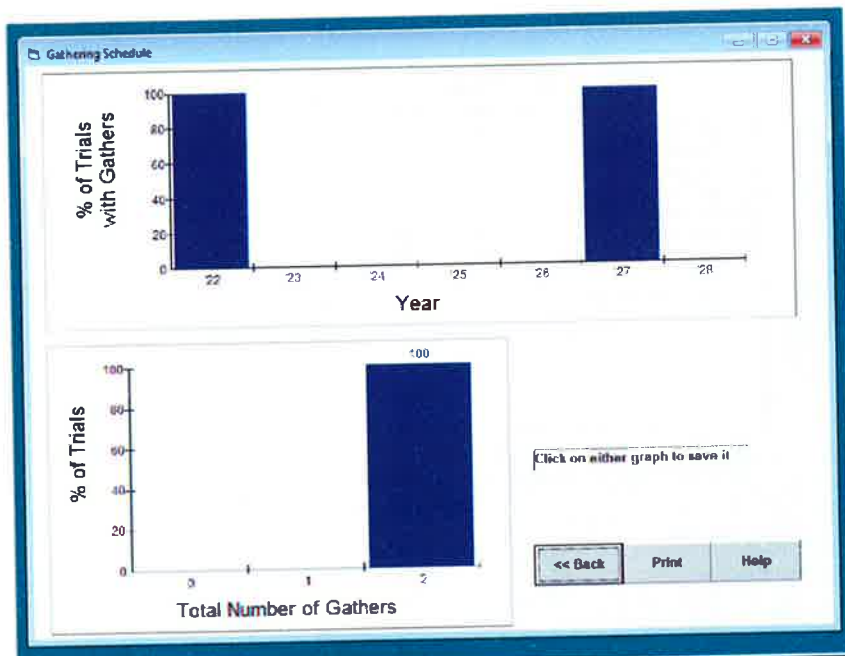 Gathering Schedule
% of Trials
with Gathers
100
80
60
40
20
0
'22
'23
'24
'25
'26
'27
'28
Year
100
% of Trials
100
80
60
40
20
0
0
1
2
Total Number of Gathers
Click on either graph to save it
<< Back
Print
Help